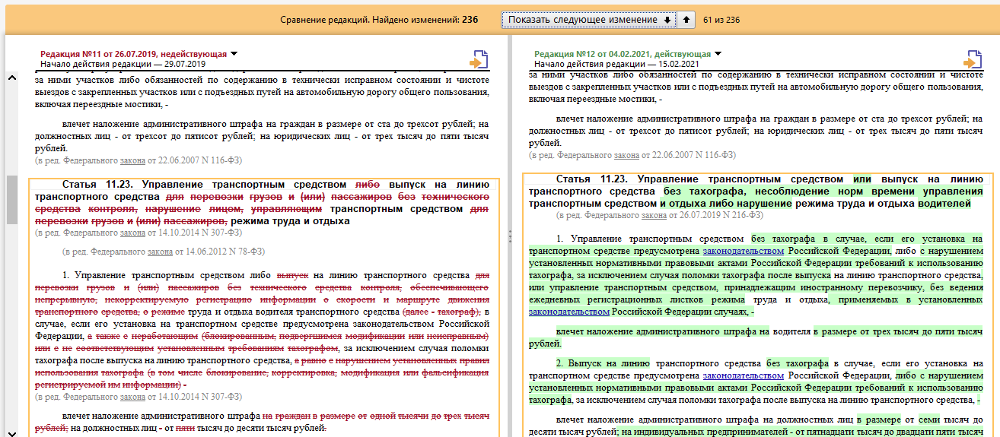 Сравнение редакций. Найдено изменений: 236
Показать следующее изменение
61 из 236
Редакция №11 от 26.07.2019, недействующая
Начало действия редакции — 29.07.2019
за ними участков либо обязанностей по содержанию в технически исправном состоянии и чистоте
выездов с закрепленных участков или с подъездных путей на автомобильную дорогу общего пользования,
включая переездные мостики, -
влечет наложение административного штрафа на граждан в размере от ста до трехсот рублей; на
должностных лиц - от трехсот до пятисот рублей; на юридических лиц - от трех тысяч до пяти тысяч
рублей.
(в ред. Федерального закона от 22.06.2007 N 116-ФЗ)
Статья 11.23. Управление транспортным средством либо выпуск на линию
транспортного средства для перевозки грузов и (или) пассажиров без технического
средства контроля, нарушение лицом, управляющим транспортным средством для
перевозки грузов и (или) пассажиров, режима труда и отдыха
(в ред. Федерального закона от 14.10.2014 N 307-ФЗ)
(в ред. Федерального закона от 14.06.2012 N 78-ФЗ)
1. Управление транспортным средством либо выпуск на линию транспортного средства для
перевозки грузов и (или) пассажиров без технического средства контроля, обеспечивающего
непрерывную, некорректируемую регистрацию информации о скорости и маршруте движения
транспортного средства, о режиме труда и отдыха водителя транспортного средства (далее - тахограф), в
случае, если его установка на транспортном средстве предусмотрена законодательством Российской
Федерации, а также с неработающим (блокированным, подвергшимся модификации или неисправным)
или с не соответствующим установленным требованиям тахографом, за исключением случая поломки
тахографа после выпуска на линию транспортного средства, а равно с нарушением установленных правил
использования тахографа (в том числе блокирование, корректировка, модификация или фальсификация
регистрируемой им информации) -
(в ред. Федерального закона от 14.10.2014 N 307-ФЗ)
влечет наложение административного штрафа на граждан в размере от одной тысячи до трех тысяч
рублей; на должностных лиц - от пяти тысяч до десяти тысяч рублей.
Редакция №12 от 04.02.2021, действующая
Начало действия редакции — 15.02.2021
за ними участков либо обязанностей по содержанию в технически исправном состоянии и чистоте
выездов с закрепленных участков или с подъездных путей на автомобильную дорогу общего пользования,
включая переездные мостики, -
влечет наложение административного штрафа на граждан в размере от ста до трехсот рублей; на
должностных лиц - от трехсот до пятисот рублей; на юридических лиц - от трех тысяч до пяти тысяч
рублей.
(в ред. Федерального закона от 22.06.2007 N 116-ФЗ)
Статья 11.23. Управление транспортным средством или выпуск на линию
транспортного средства без тахографа, несоблюдение норм времени управления
транспортным средством и отдыха либо нарушение режима труда и отдыха водителей
(в ред. Федерального закона от 26.07.2019 N 216-ФЗ)
1. Управление транспортным средством без тахографа в случае, если его установка на
транспортном средстве предусмотрена законодательством Российской Федерации, либо с нарушением
установленных нормативными правовыми актами Российской Федерации требований к использованию
тахографа, за исключением случая поломки тахографа после выпуска на линию транспортного средства,
или управление транспортным средством, принадлежащим иностранному перевозчику, без ведения
ежедневных регистрационных листков режима труда и отдыха, применяемых в установленных
законодательством Российской Федерации случаях, -
влечет наложение административного штрафа на водителя в размере от трех тысяч до пяти тысяч
рублей.
2. Выпуск на линию транспортного средства без тахографа в случае, если его установка на
транспортном средстве предусмотрена законодательством Российской Федерации, либо с нарушением
установленных нормативными правовыми актами Российской Федерации требований к использованию
тахографа, за исключением случая поломки тахографа после выпуска на линию транспортного средства, -
влечет наложение административного штрафа на должностных лиц в размере от семи тысяч до
десяти тысяч рублей; на индивидуальных предпринимателей - от пятнадцати тысяч до двадцати пяти тысяч